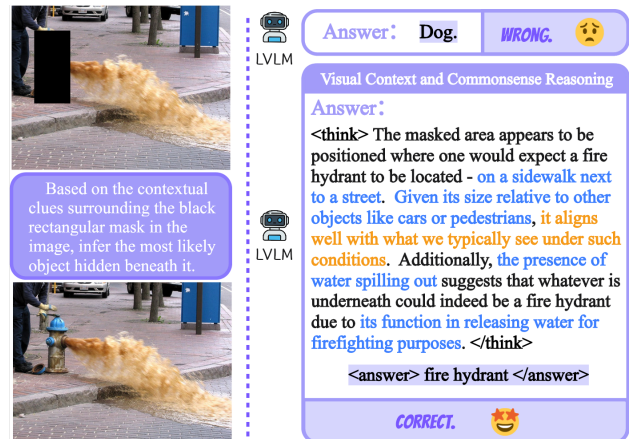 Based on the contextual
clues surrounding the black
rectangular mask in the
image, infer the most likely
object hidden beneath it.
LVLM
LVLM
Answer: Dog. WRONG.
Visual Context and Commonsense Reasoning
Answer:
<think> The masked area appears to be
positioned where one would expect a fire
hydrant to be located - on a sidewalk next
to a street. Given its size relative to other
objects like cars or pedestrians, it aligns
well with what we typically see under such
conditions. Additionally, the presence of
water spilling out suggests that whatever is
underneath could indeed be a fire hydrant
due to its function in releasing water for
firefighting purposes. </think>
<answer> fire hydrant </answer>
CORRECT.